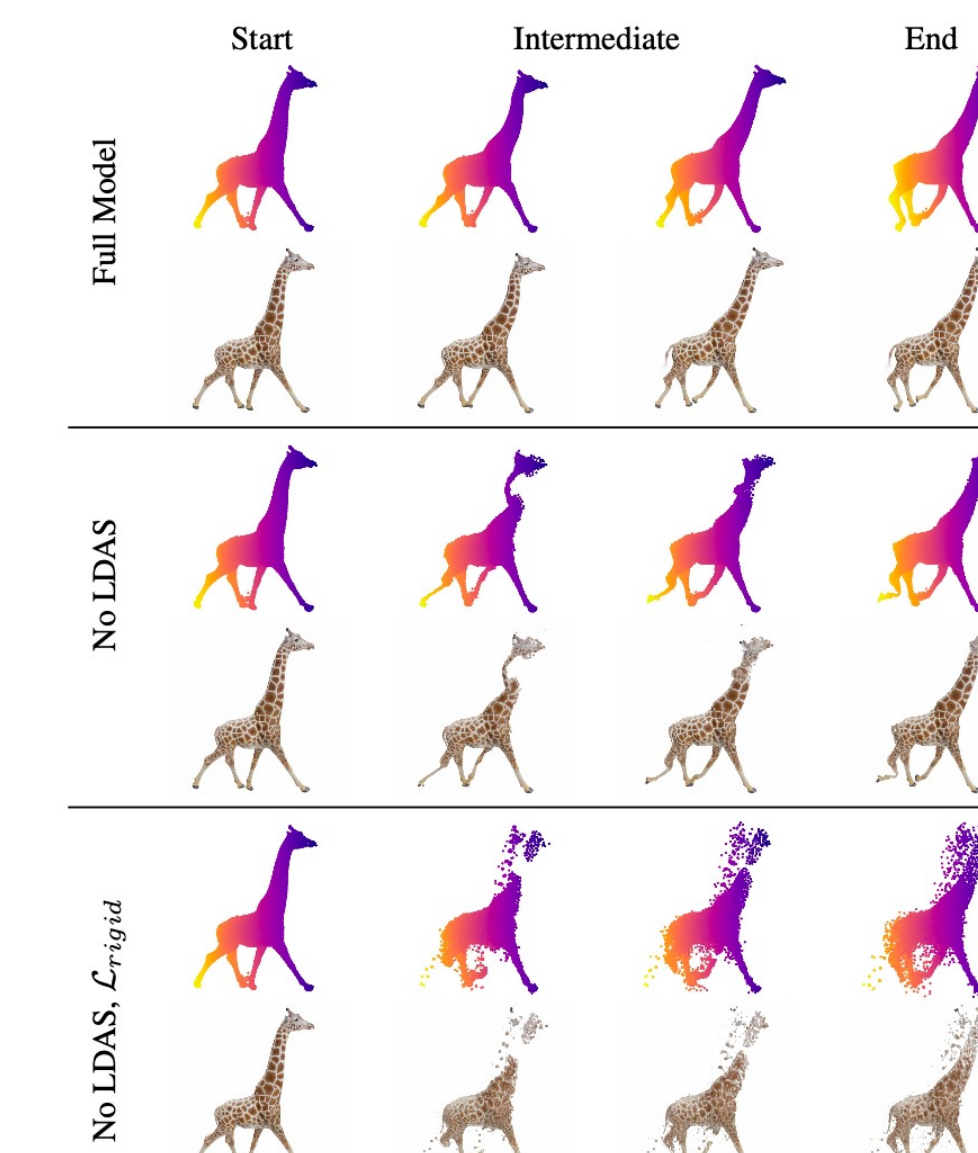 Start Intermediate End
Full Model
No LDAS
No LDAS, ℒ_rigid